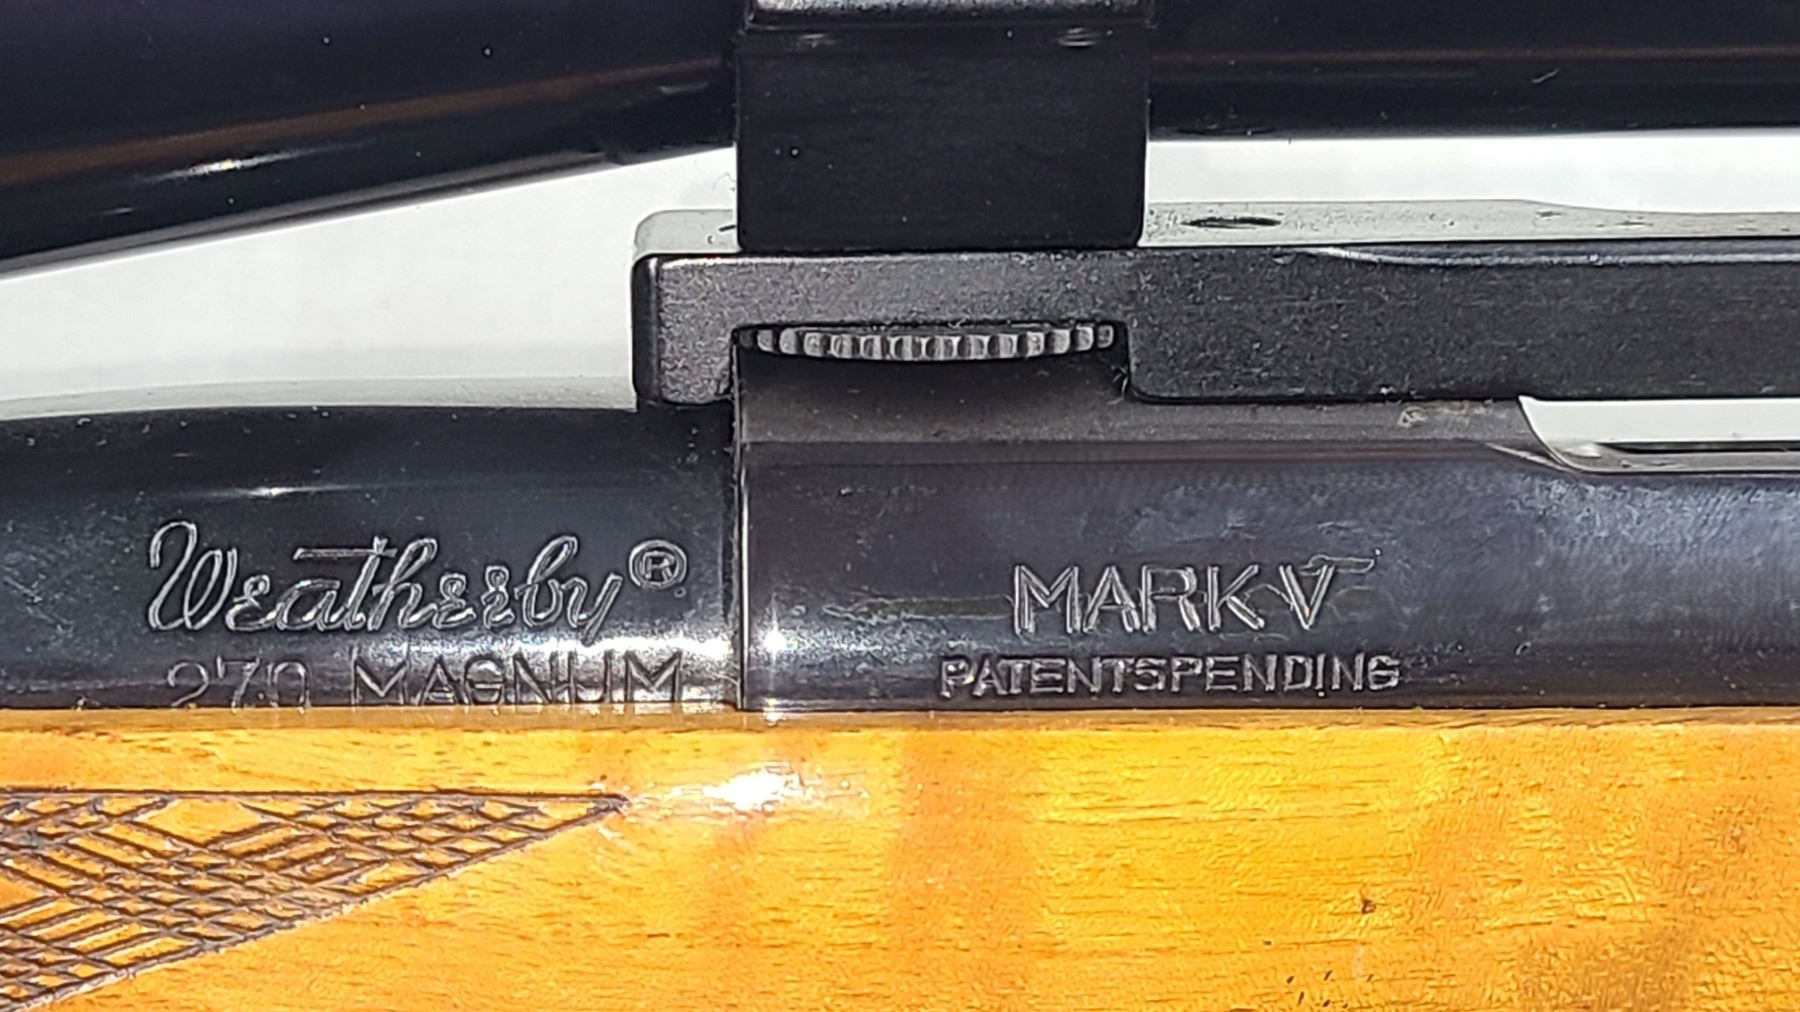 Weatherby®
270 MAGNUM
MARK V
PATENTSPENDING